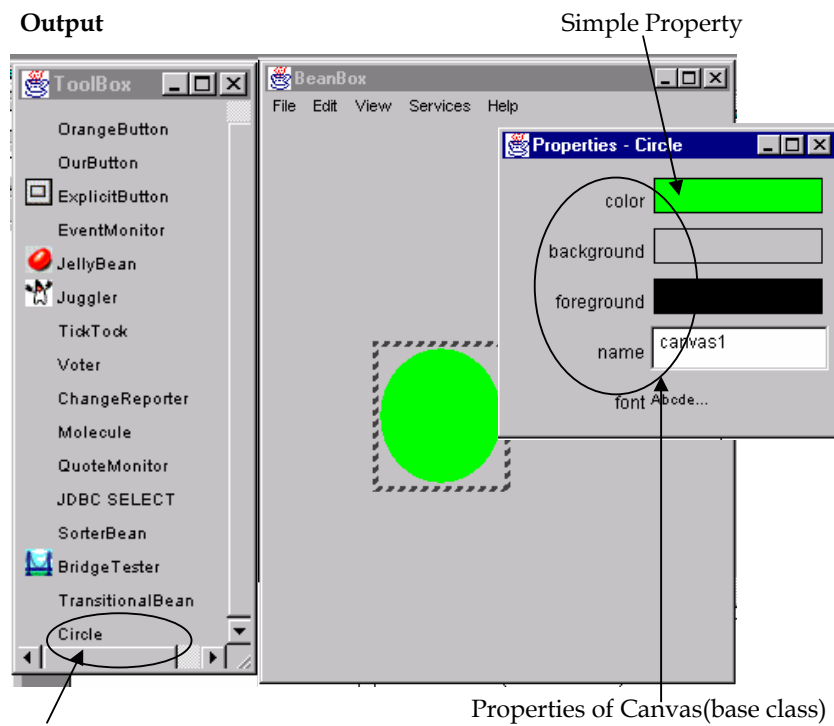 Output
Simple Property
ToolBox
BeanBox
File Edit View Services Help
OrangeButton
OurButton
ExplicitButton
EventMonitor
JellyBean
Juggler
TickTock
Voter
ChangeReporter
Molecule
QuoteMonitor
JDBC SELECT
SorterBean
BridgeTester
TransitionalBean
Circle
Properties - Circle
color
background
foreground
name canvas1
font Abcde...
Properties of Canvas(base class)